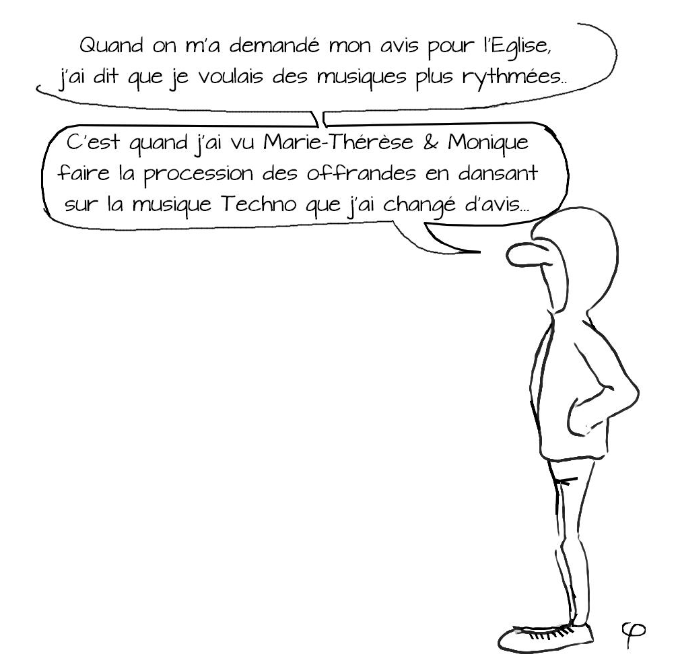 Quand on m'a demandé mon avis pour l'Eglise,
j'ai dit que je voulais des musiques plus rythmées..
C'est quand j'ai vu Marie-Thérèse & Monique
faire la procession des offrandes en dansant
sur la musique Techno que j'ai changé d'avis...
φ